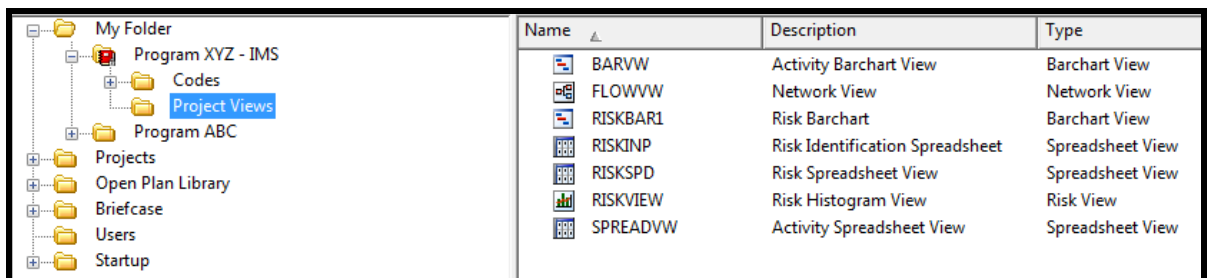 My Folder
Program XYZ - IMS
Codes
Project Views
Program ABC
Projects
Open Plan Library
Briefcase
Users
Startup
Name Description Type
BARVW Activity Barchart View Barchart View
FLOWVW Network View Network View
RISKBAR1 Risk Barchart Barchart View
RISKINP Risk Identification Spreadsheet Spreadsheet View
RISKSPD Risk Spreadsheet View Spreadsheet View
RISKVIEW Risk Histogram View Risk View
SPREADVW Activity Spreadsheet View Spreadsheet View